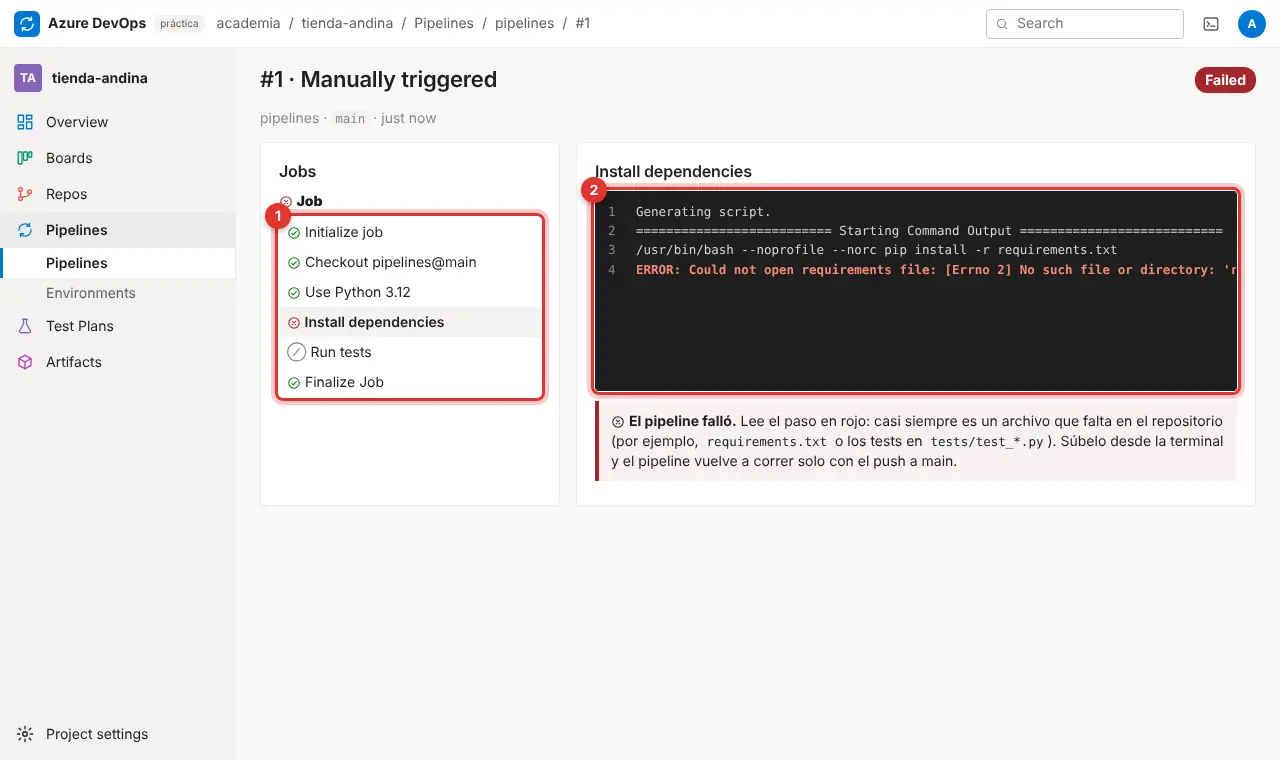 Azure DevOps práctica academia / tienda-andina / Pipelines / pipelines / #1 Search A
TA tienda-andina
Overview
Boards
Repos
Pipelines
Pipelines
Environments
Test Plans
Artifacts
Project settings
#1 · Manually triggered
Failed
pipelines · main · just now
Jobs
Job
1
Initialize job
Checkout pipelines@main
Use Python 3.12
Install dependencies
Run tests
Finalize Job
Install dependencies
2
1 Generating script.
2 ========================== Starting Command Output ===========================
3 /usr/bin/bash --noprofile --norc pip install -r requirements.txt
4 ERROR: Could not open requirements file: [Errno 2] No such file or directory: 'r
El pipeline falló. Lee el paso en rojo: casi siempre es un archivo que falta en el repositorio
(por ejemplo, requirements.txt o los tests en tests/test_*.py ). Súbelo desde la terminal
y el pipeline vuelve a correr solo con el push a main.